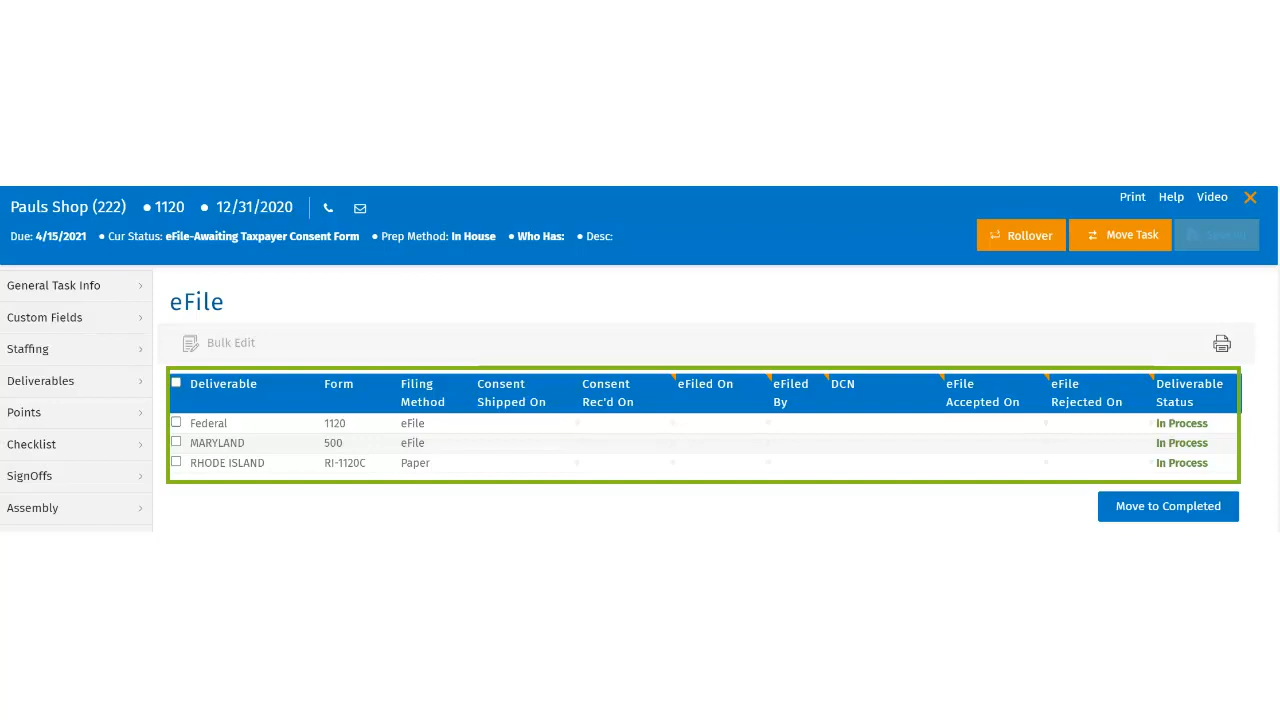 Pauls Shop (222) • 1120 • 12/31/2020
Print Help Video
Due: 4/15/2021 • Cur Status: eFile-Awaiting Taxpayer Consent Form • Prep Method: In House • Who Has: • Desc:
Rollover Move Task
General Task Info
Custom Fields
Staffing
Deliverables
Points
Checklist
SignOffs
Assembly
eFile
Bulk Edit
Deliverable Form Filing Method Consent Shipped On Consent Rec'd On eFiled On eFiled By DCN eFile Accepted On eFile Rejected On Deliverable Status
Federal 1120 eFile In Process
MARYLAND 500 eFile In Process
RHODE ISLAND RI-1120C Paper In Process
Move to Completed